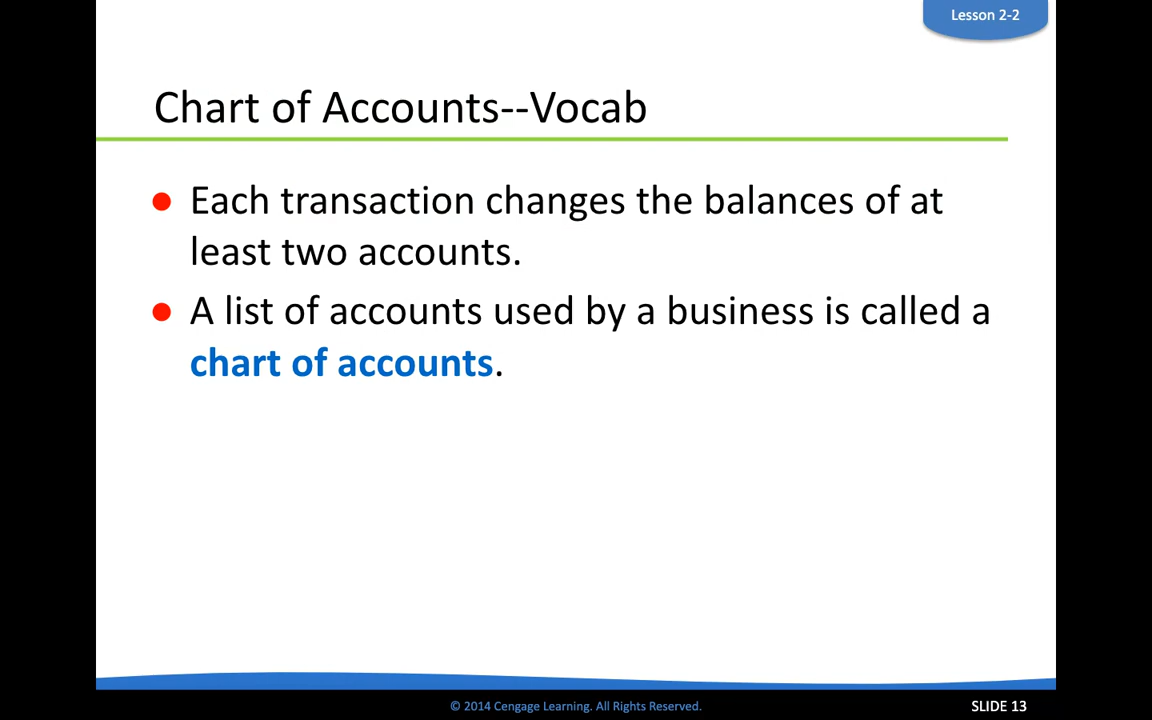 Lesson 2-2
Chart of Accounts--Vocab
● Each transaction changes the balances of at
least two accounts.
● A list of accounts used by a business is called a
chart of accounts.
© 2014 Cengage Learning. All Rights Reserved.
SLIDE 13